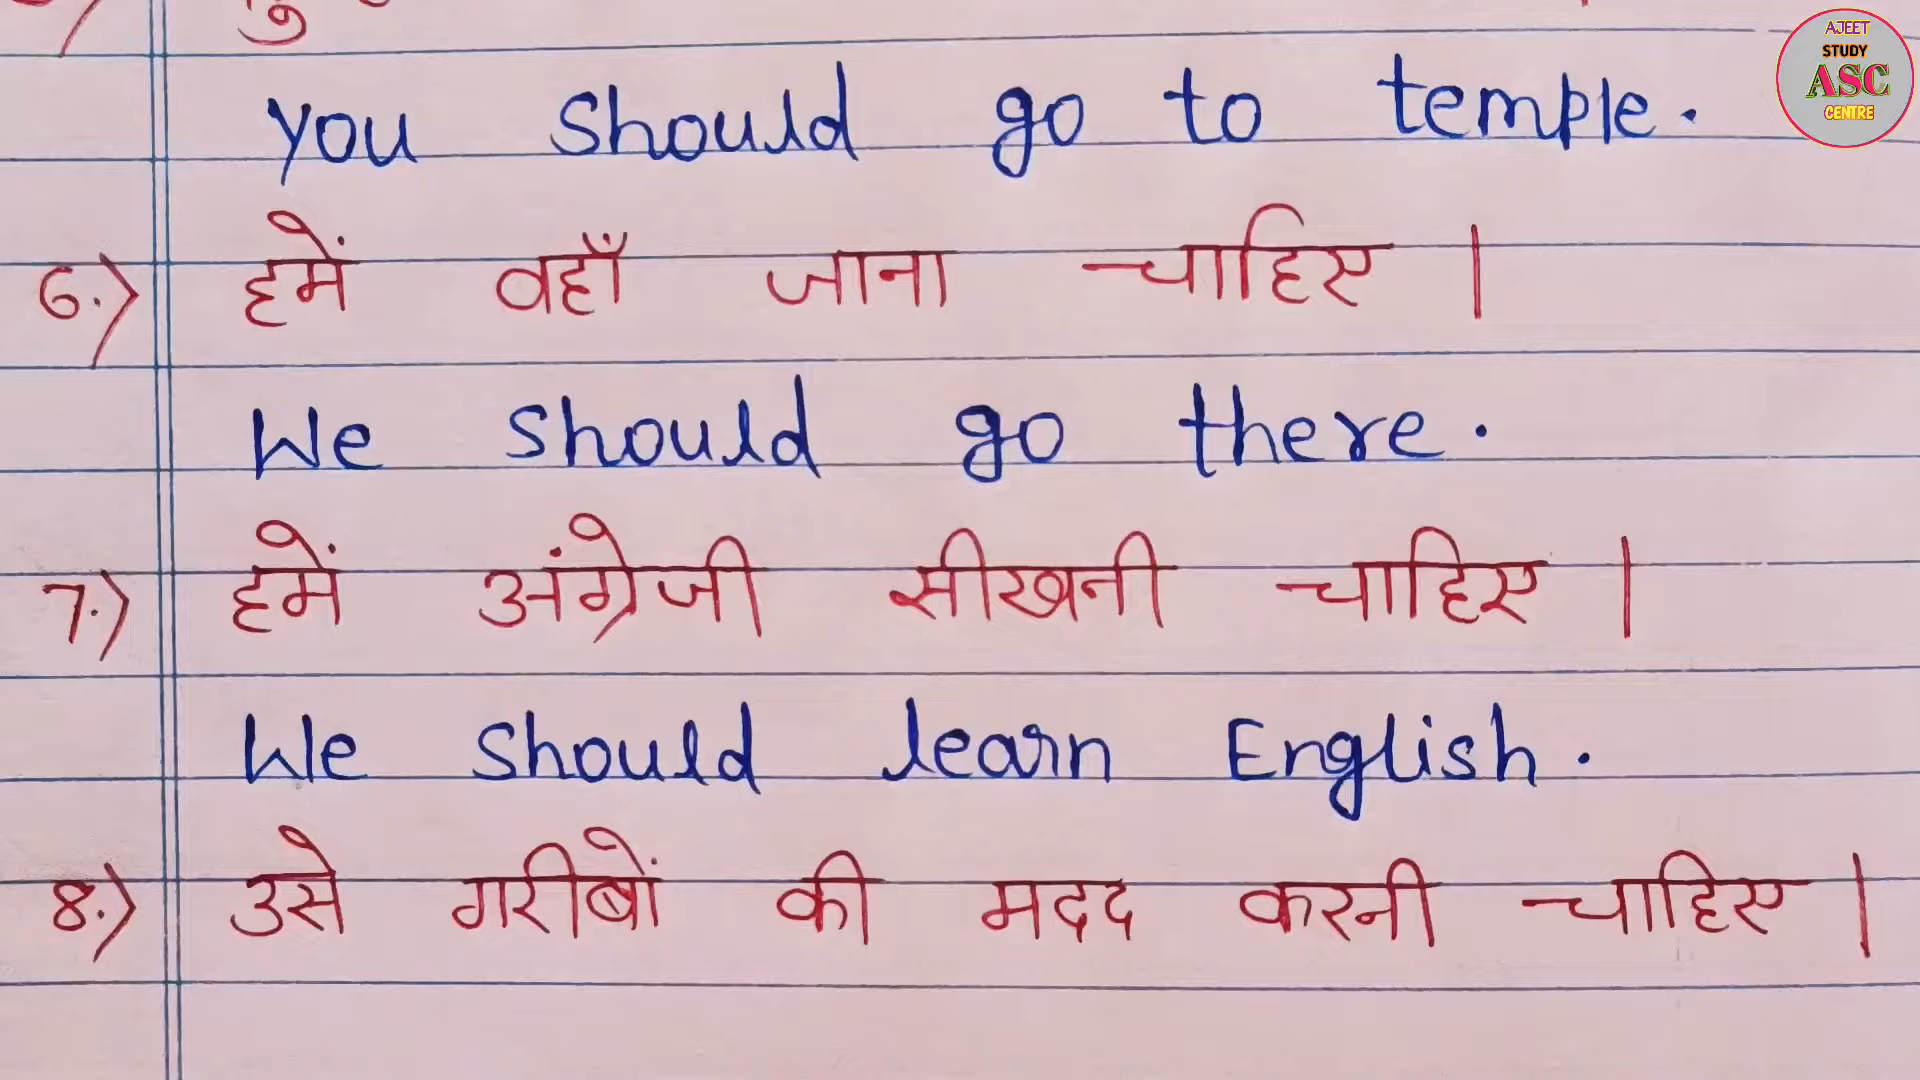 You should go to temple.
6.) हमें वहाँ जाना चाहिए |
We should go there.
7.) हमें अंग्रेजी सीखनी चाहिए |
We should learn English.
8.) उसे गरीबों की मदद करनी चाहिए |
AJEET
STUDY
ASC
CENTRE